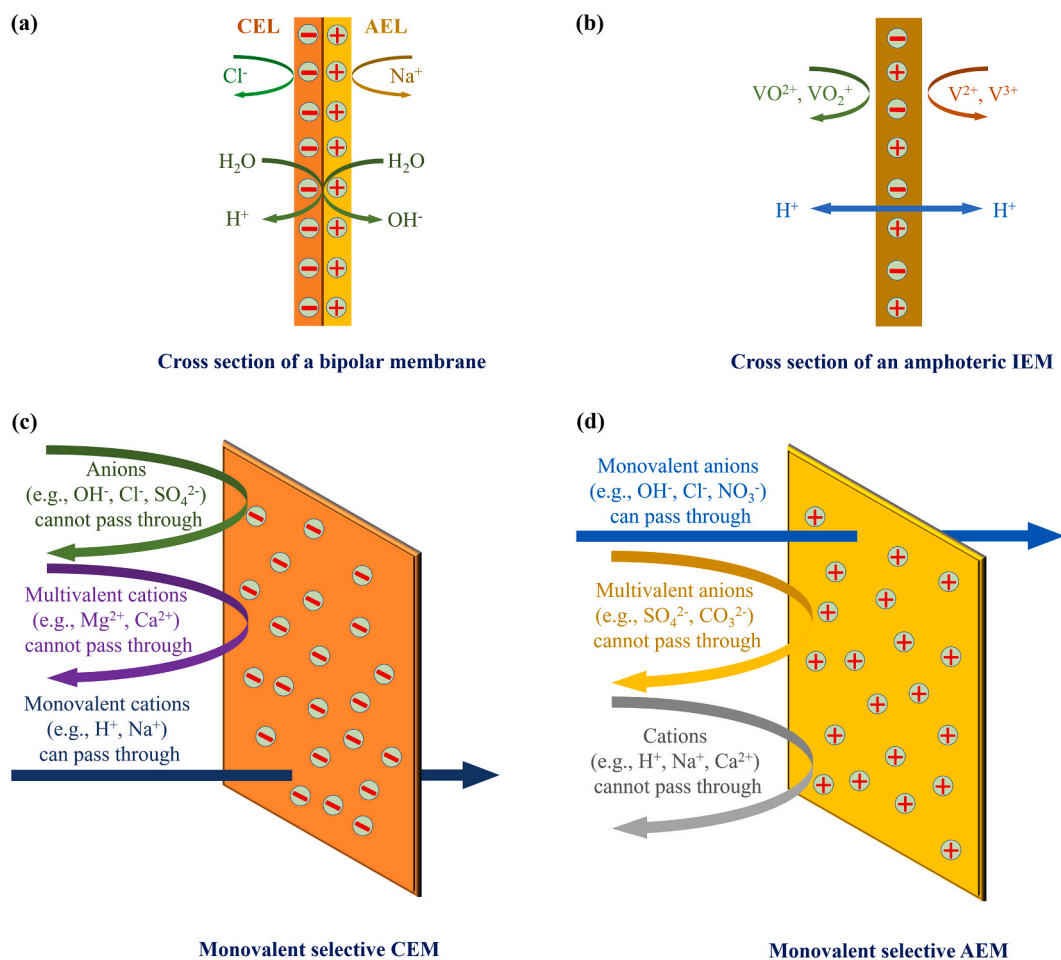 (a)
CEL AEL
Cl⁻ Na⁺
H₂O H₂O
H⁺ OH⁻
Cross section of a bipolar membrane
(b)
VO²⁺, VO₂⁺ V²⁺, V³⁺
H⁺ H⁺
Cross section of an amphoteric IEM
(c)
Anions
(e.g., OH⁻, Cl⁻, SO₄²⁻)
cannot pass through
Multivalent cations
(e.g., Mg²⁺, Ca²⁺)
cannot pass through
Monovalent cations
(e.g., H⁺, Na⁺)
can pass through
Monovalent selective CEM
(d)
Monovalent anions
(e.g., OH⁻, Cl⁻, NO₃⁻)
can pass through
Multivalent anions
(e.g., SO₄²⁻, CO₃²⁻)
cannot pass through
Cations
(e.g., H⁺, Na⁺, Ca²⁺)
cannot pass through
Monovalent selective AEM